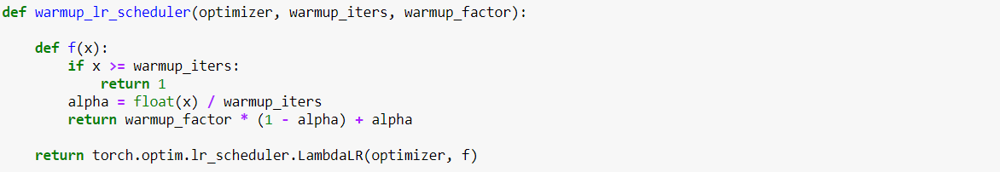 def warmup_lr_scheduler(optimizer, warmup_iters, warmup_factor):
    def f(x):
        if x >= warmup_iters:
            return 1
        alpha = float(x) / warmup_iters
        return warmup_factor * (1 - alpha) + alpha
    return torch.optim.lr_scheduler.LambdaLR(optimizer, f)